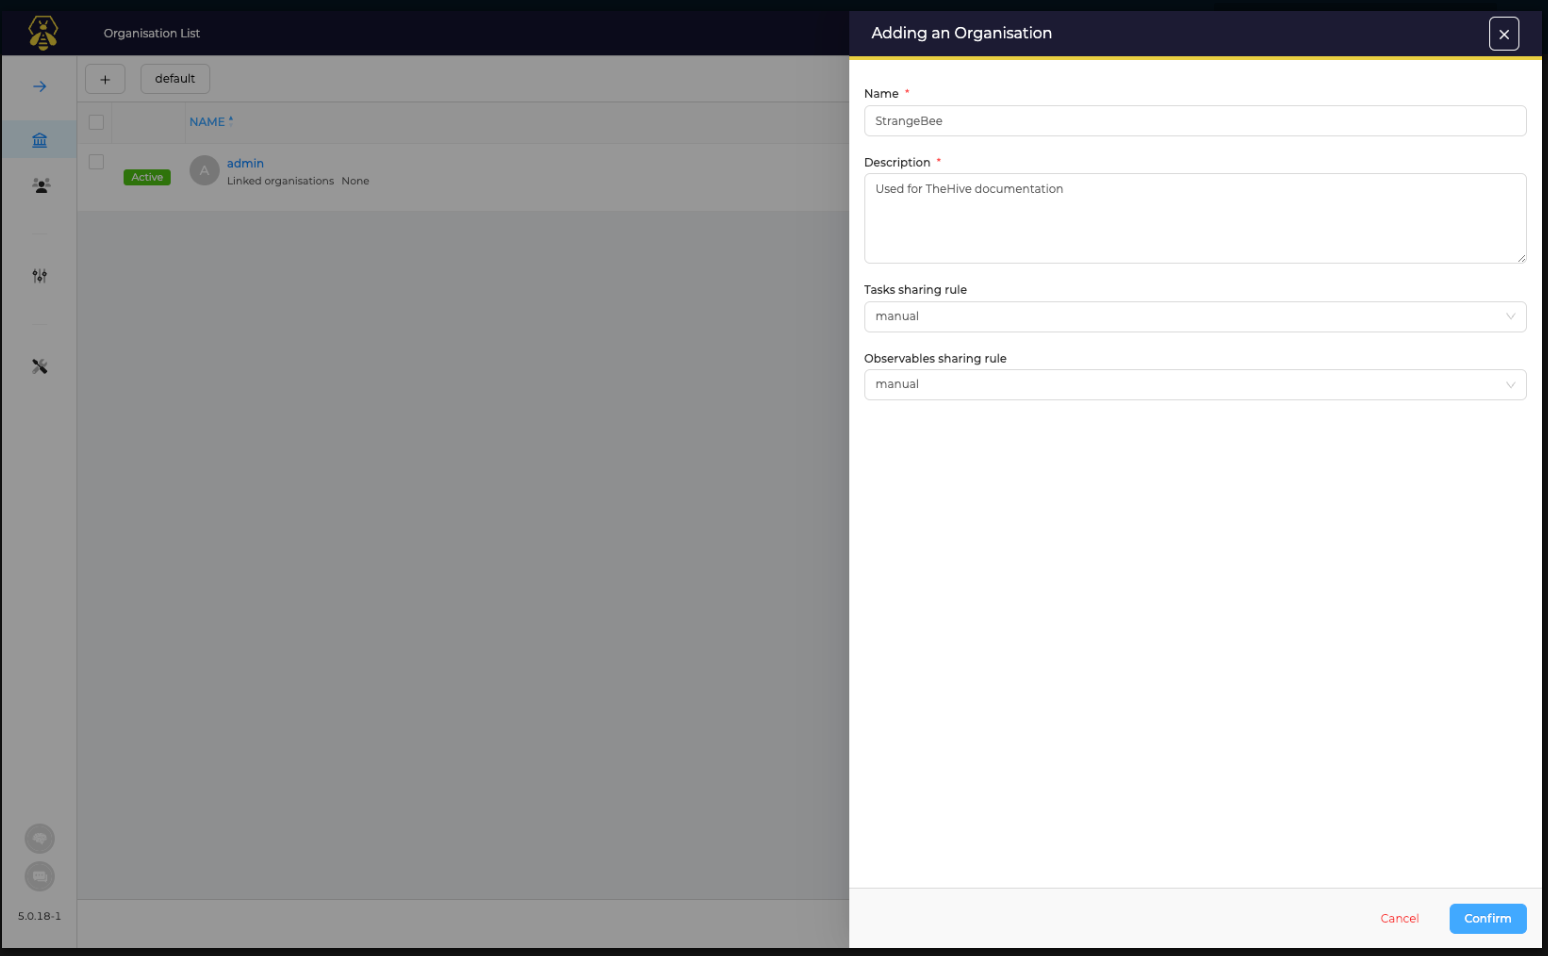 Organisation List
Adding an Organisation
+ default
NAME
Active
A
admin
Linked organisations None
Name *
StrangeBee
Description *
Used for TheHive documentation
Tasks sharing rule
manual
Observables sharing rule
manual
5.0.18-1
Cancel
Confirm